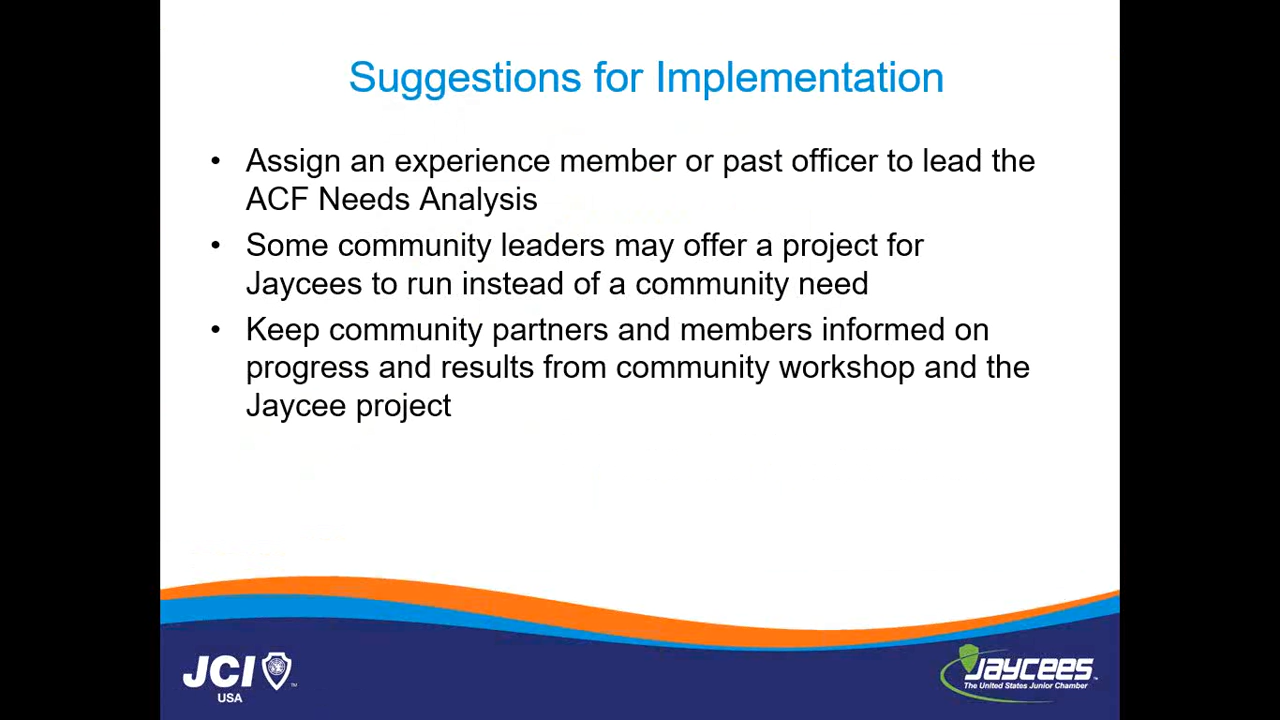 Suggestions for Implementation
• Assign an experience member or past officer to lead the
ACF Needs Analysis
• Some community leaders may offer a project for
Jaycees to run instead of a community need
• Keep community partners and members informed on
progress and results from community workshop and the
Jaycee project
JCI
USA
Jaycees
The United States Junior Chamber